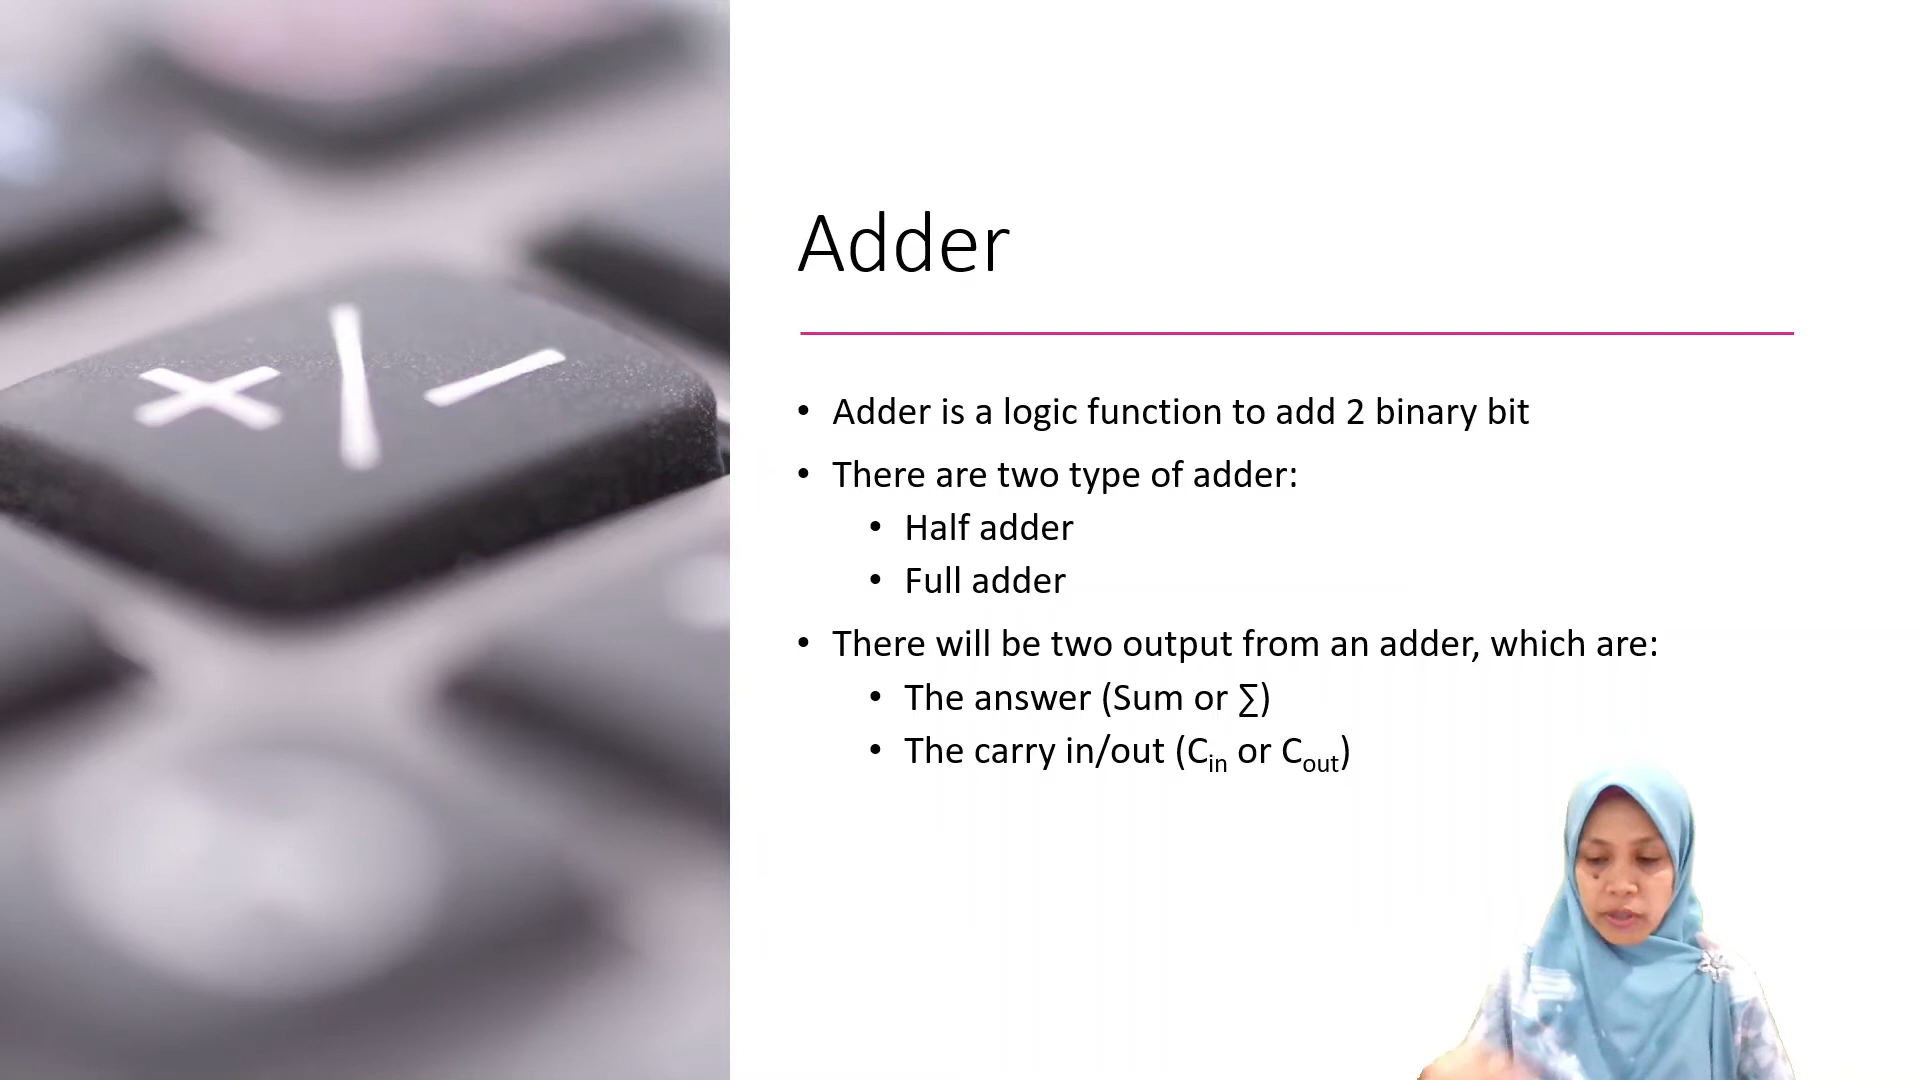 +/-
Adder
• Adder is a logic function to add 2 binary bit
• There are two type of adder:
• Half adder
• Full adder
• There will be two output from an adder, which are:
• The answer (Sum or ∑)
• The carry in/out (Cin or Cout)